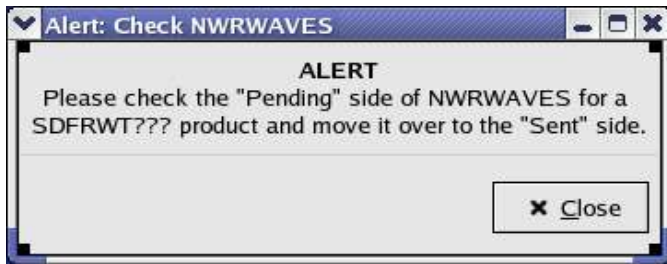 Alert: Check NWRWAVES
ALERT
Please check the "Pending" side of NWRWAVES for a
SDFRWT??? product and move it over to the "Sent" side.
Close